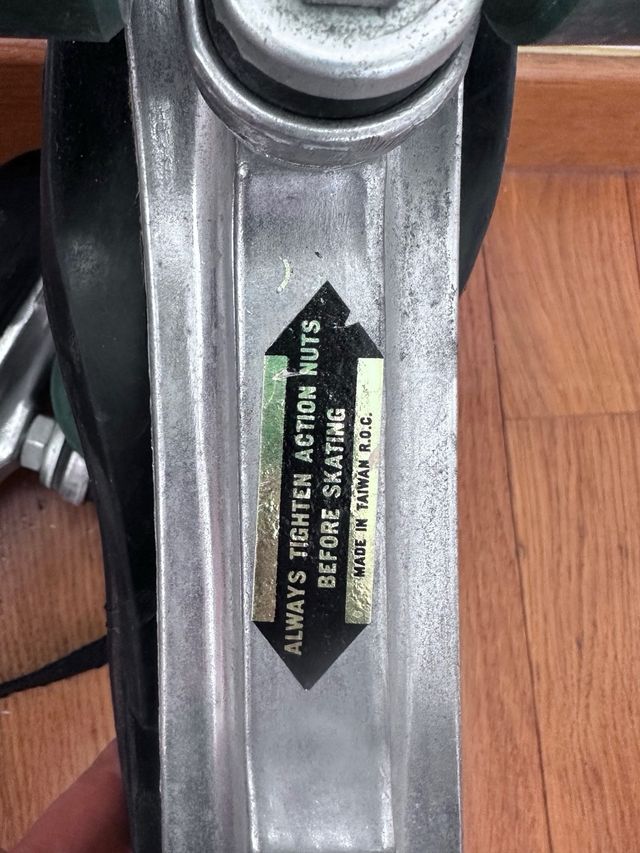 ALWAYS TIGHTEN ACTION NUTS
BEFORE SKATING
MADE IN TAIWAN R.O.C.